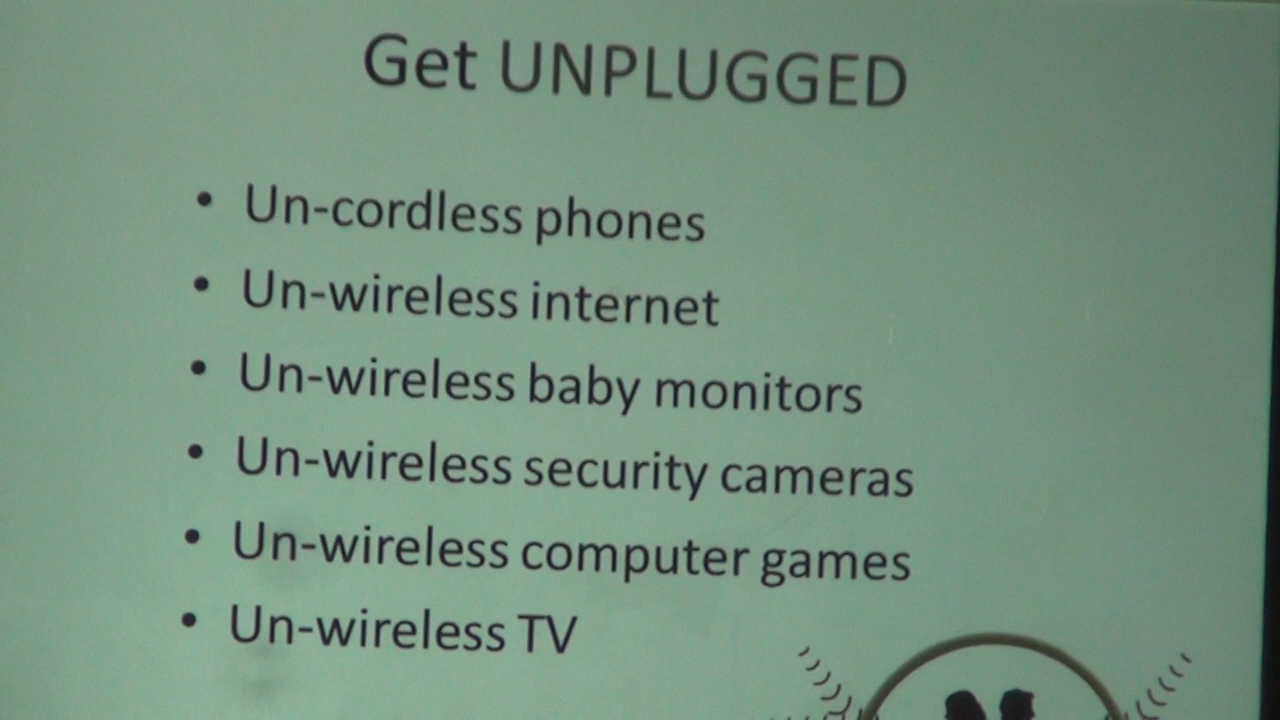 Get UNPLUGGED
• Un-cordless phones
• Un-wireless internet
• Un-wireless baby monitors
• Un-wireless security cameras
• Un-wireless computer games
• Un-wireless TV